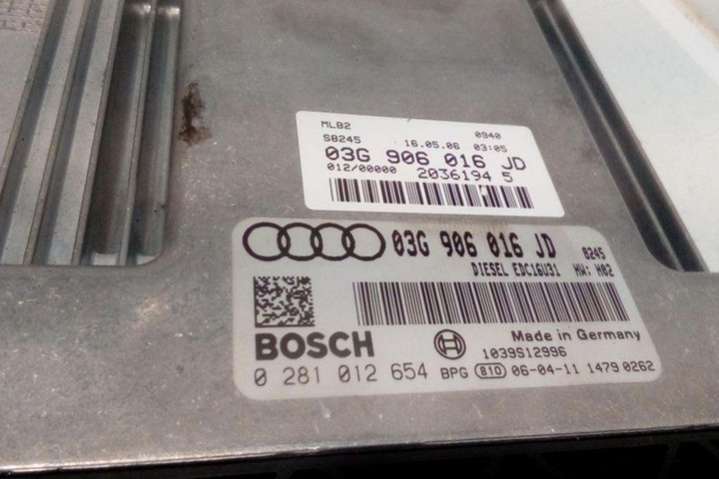 MLB2
S8245 16.05.06 0940
03:05
03G 906 016 JD
012/00000 2036194 5
03G 906 016 JD 8245
DIESEL EDC16U31 HW: H02
BOSCH
Made in Germany
1039S12996
0 281 012 654 BPG 810 06-04-11 1479 0262